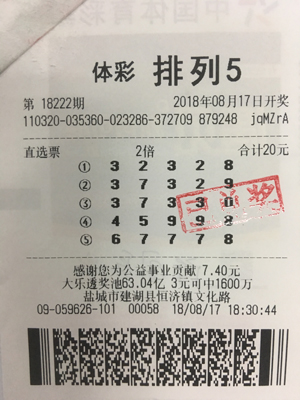 体彩 排列5
第 18222期 2018年08月17日开奖
110320-035360-023286-372709 879248 jqMZrA
直选票 2倍 合计20元
① 3 2 3 2 8
② 3 7 3 2 9
③ 3 7 3 3 0
④ 4 5 9 9 8
⑤ 6 7 7 7 8
已兑奖
感谢您为公益事业贡献 7.40元
大乐透奖池63.04亿 3元可中1600万
盐城市建湖县恒济镇文化路
09-059626-101 00058 18/08/17 18:30:44